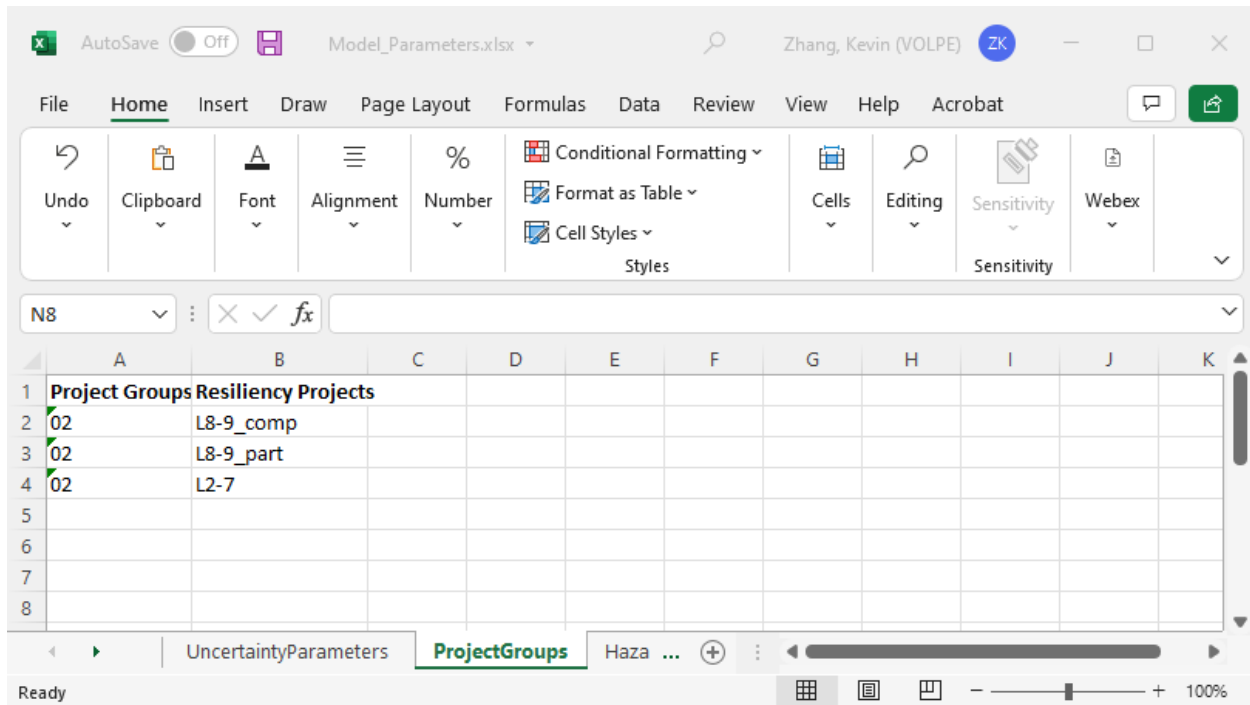 AutoSave Off Model_Parameters.xlsx Zhang, Kevin (VOLPE) ZK
File Home Insert Draw Page Layout Formulas Data Review View Help Acrobat
Undo Clipboard Font Alignment Number Conditional Formatting Format as Table Cell Styles Styles Cells Editing Sensitivity Sensitivity Webex
N8 fx
A B C D E F G H I J K
1 Project Groups Resiliency Projects
2 02 L8-9_comp
3 02 L8-9_part
4 02 L2-7
5
6
7
8
UncertaintyParameters ProjectGroups Haza ...
Ready 100%